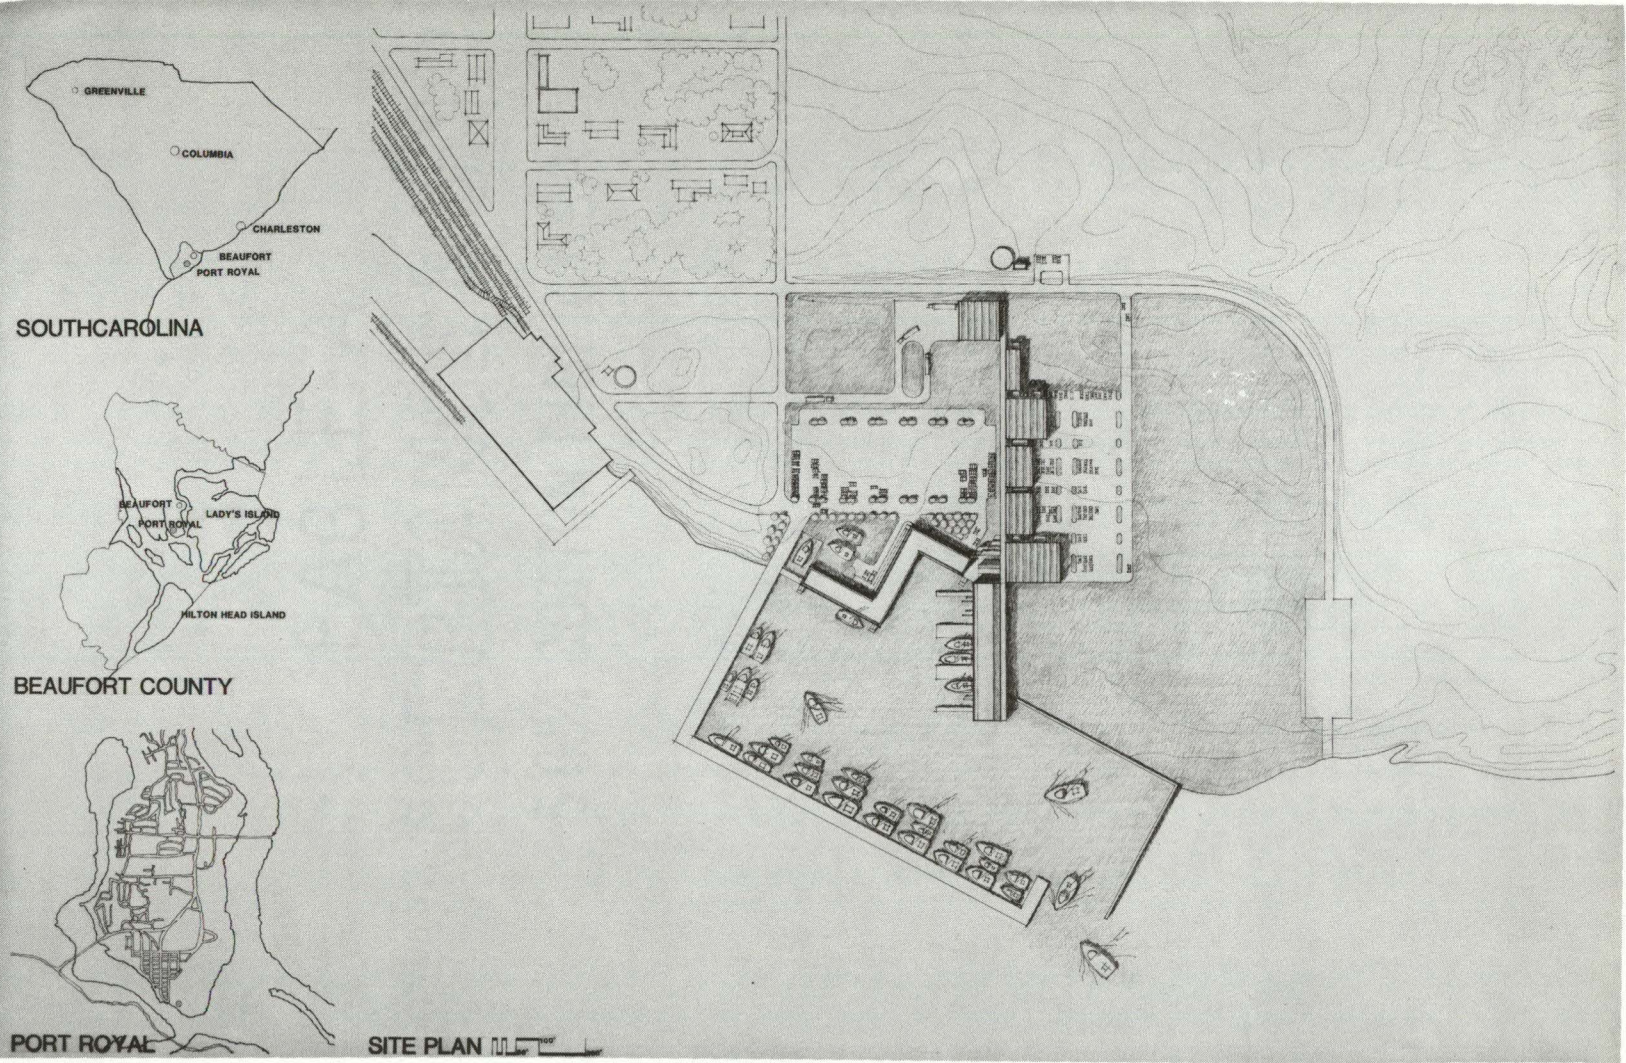 GREENVILLE
COLUMBIA
CHARLESTON
BEAUFORT
PORT ROYAL
SOUTHCAROLINA
BEAUFORT
PORT ROYAL
LADY'S ISLAND
HILTON HEAD ISLAND
BEAUFORT COUNTY
PORT ROYAL
SITE PLAN